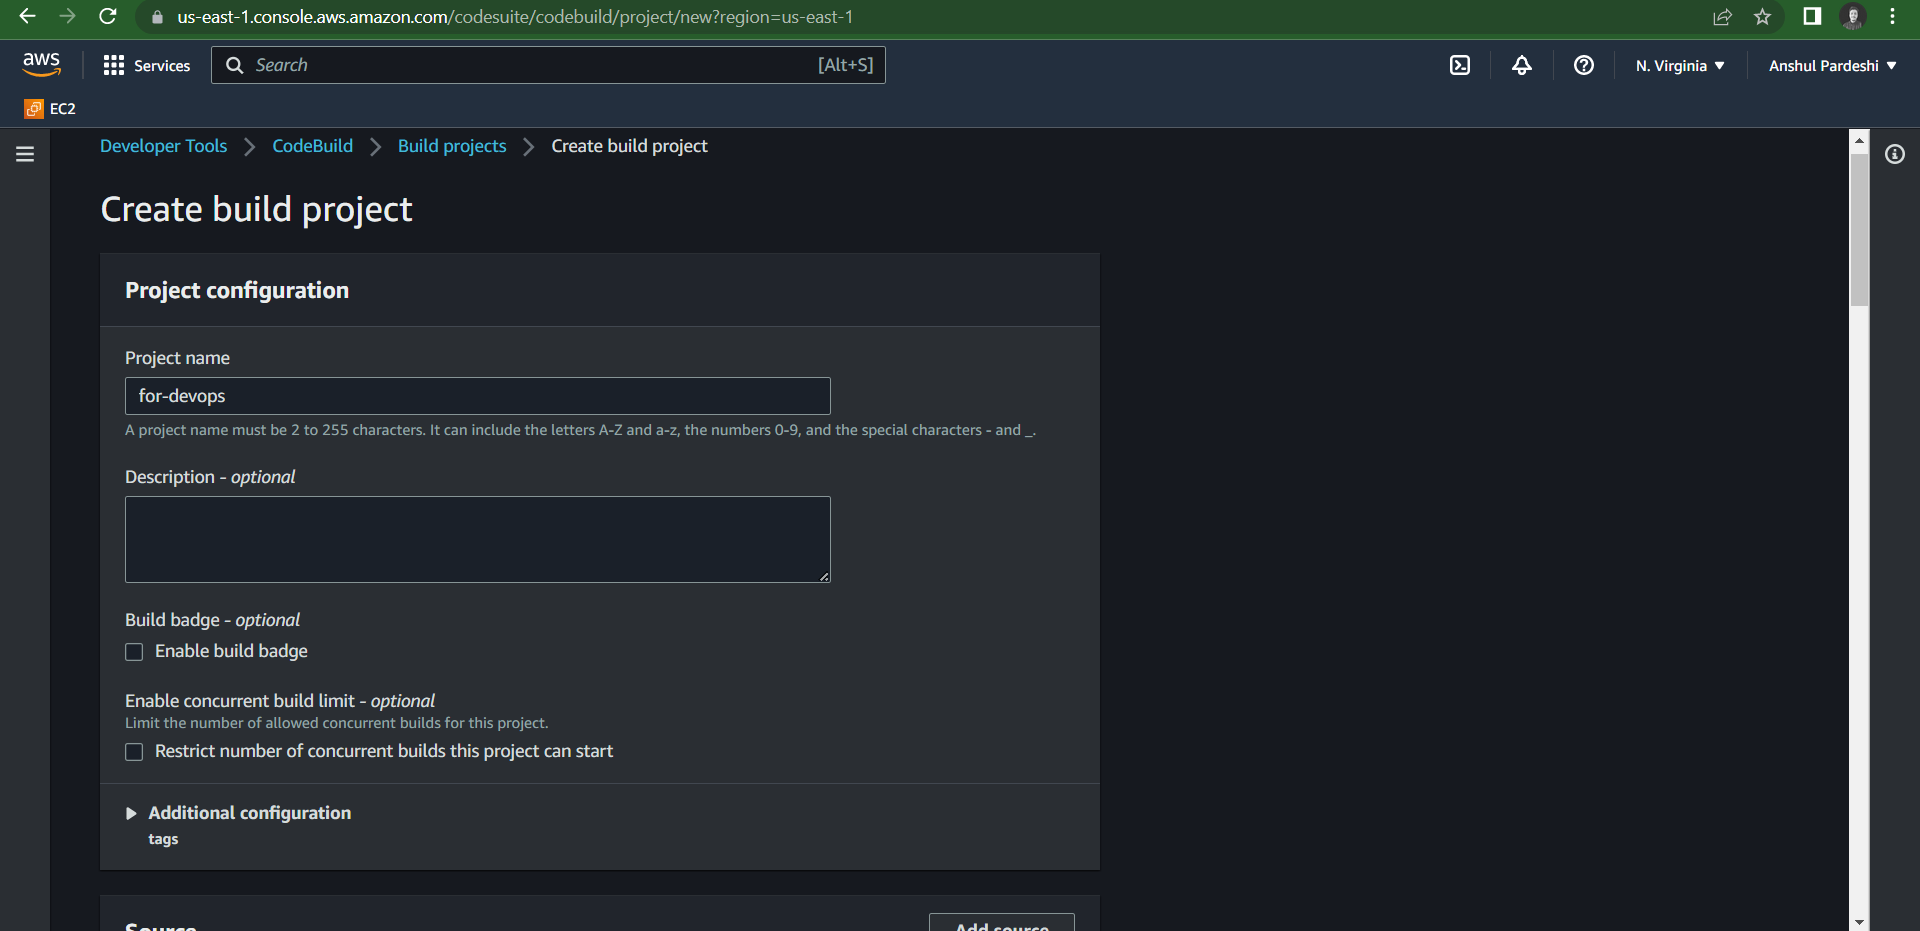 us-east-1.console.aws.amazon.com/codesuite/codebuild/project/new?region=us-east-1
aws Services Search [Alt+S] N. Virginia Anshul Pardeshi
EC2
Developer Tools CodeBuild Build projects Create build project
Create build project
Project configuration
Project name
for-devops
A project name must be 2 to 255 characters. It can include the letters A-Z and a-z, the numbers 0-9, and the special characters - and _.
Description - optional
Build badge - optional
Enable build badge
Enable concurrent build limit - optional
Limit the number of allowed concurrent builds for this project.
Restrict number of concurrent builds this project can start
Additional configuration
tags
Source Add source